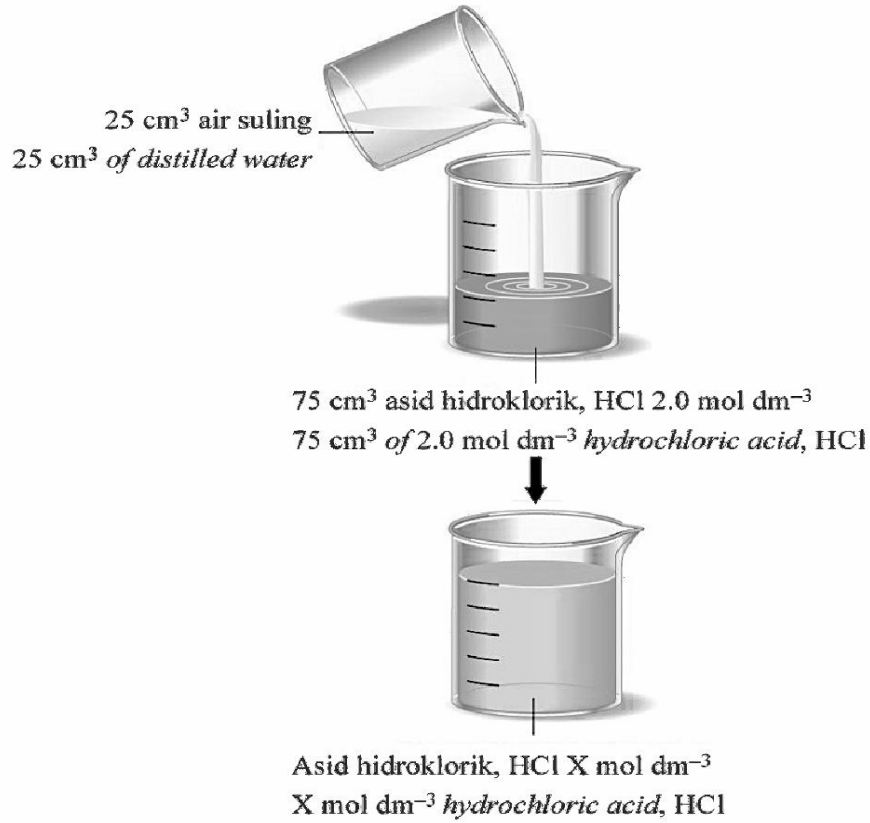 25 cm³ air suling
25 cm³ of distilled water
75 cm³ asid hidroklorik, HCl 2.0 mol dm⁻³
75 cm³ of 2.0 mol dm⁻³ hydrochloric acid, HCl
Asid hidroklorik, HCl X mol dm⁻³
X mol dm⁻³ hydrochloric acid, HCl